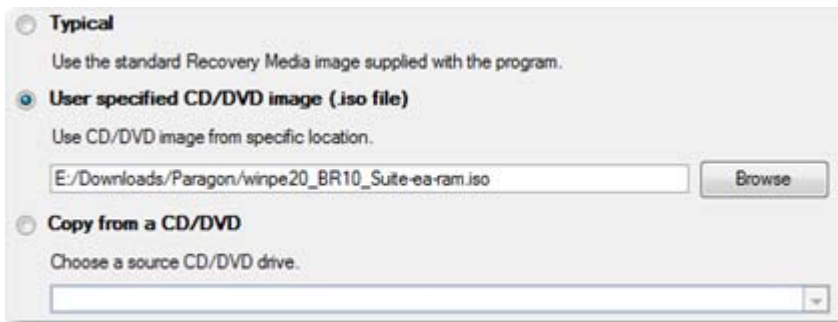 Typical
Use the standard Recovery Media image supplied with the program.
User specified CD/DVD image (.iso file)
Use CD/DVD image from specific location.
E:/Downloads/Paragon/winpe20_BR10_Suite-ea-ram.iso
Browse
Copy from a CD/DVD
Choose a source CD/DVD drive.